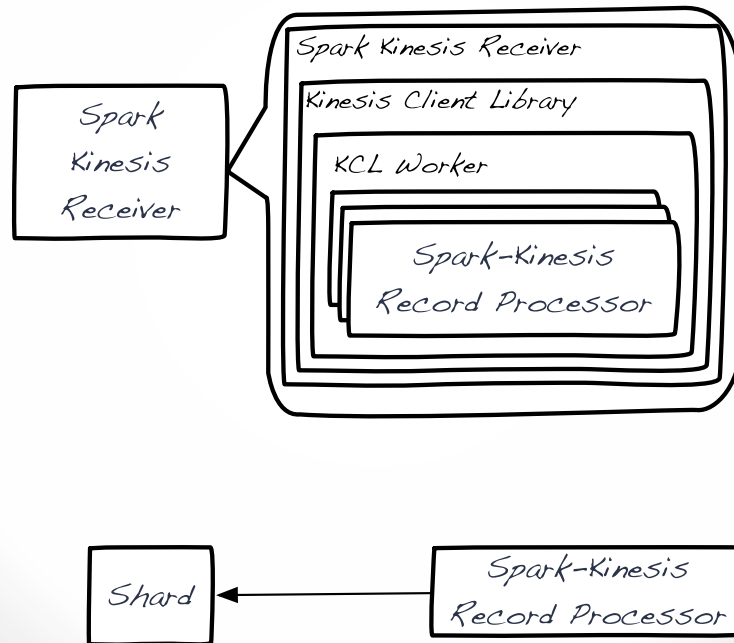 Spark
Kinesis
Receiver
Spark Kinesis Receiver
Kinesis Client Library
KCL Worker
Spark-Kinesis
Record Processor
Shard
Spark-Kinesis
Record Processor